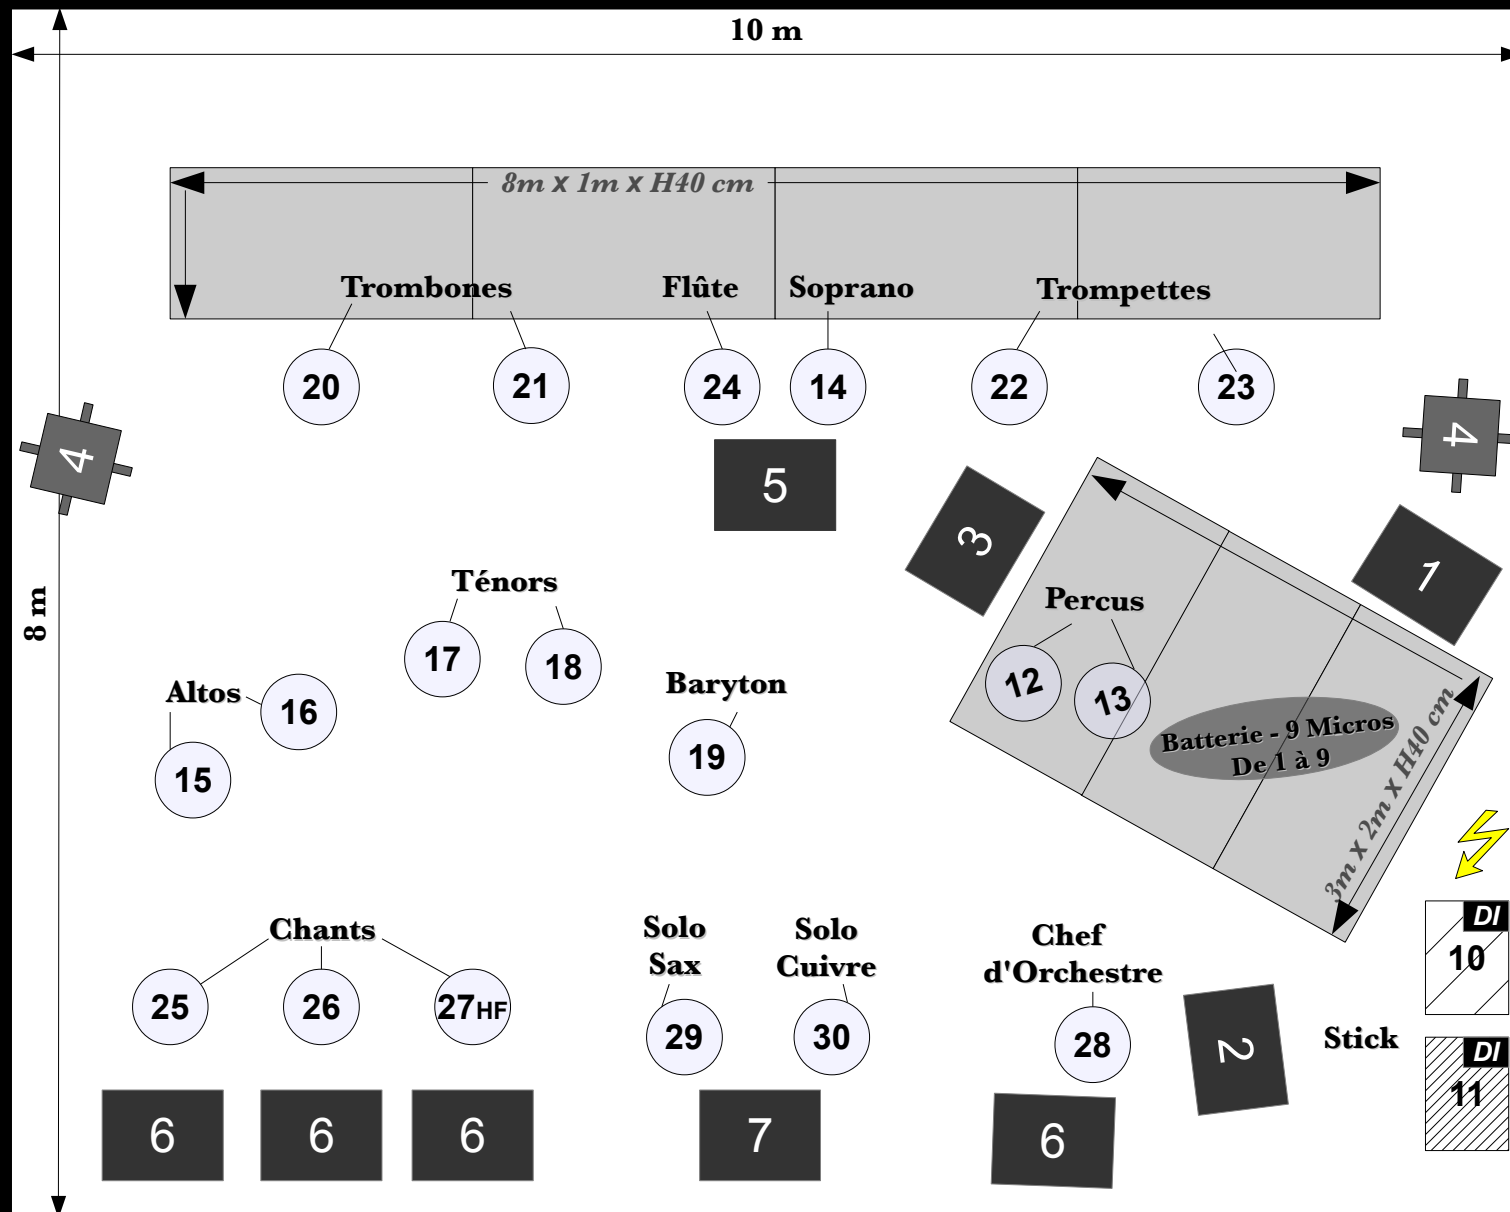 10 m
8m x 1m x H40 cm
Trombones
Flûte
Soprano
Trompettes
20
21
24
14
22
23
4
4
5
3
1
8 m
Ténors
17
18
Percus
12
13
Altos
16
15
Baryton
19
Batterie - 9 Micros
De 1 à 9
3m x 2m x H40 cm
DI
10
Chants
25
26
27HF
Solo
Sax
29
Solo
Cuivre
30
Chef
d'Orchestre
28
2
Stick
DI
11
6
6
6
7
6